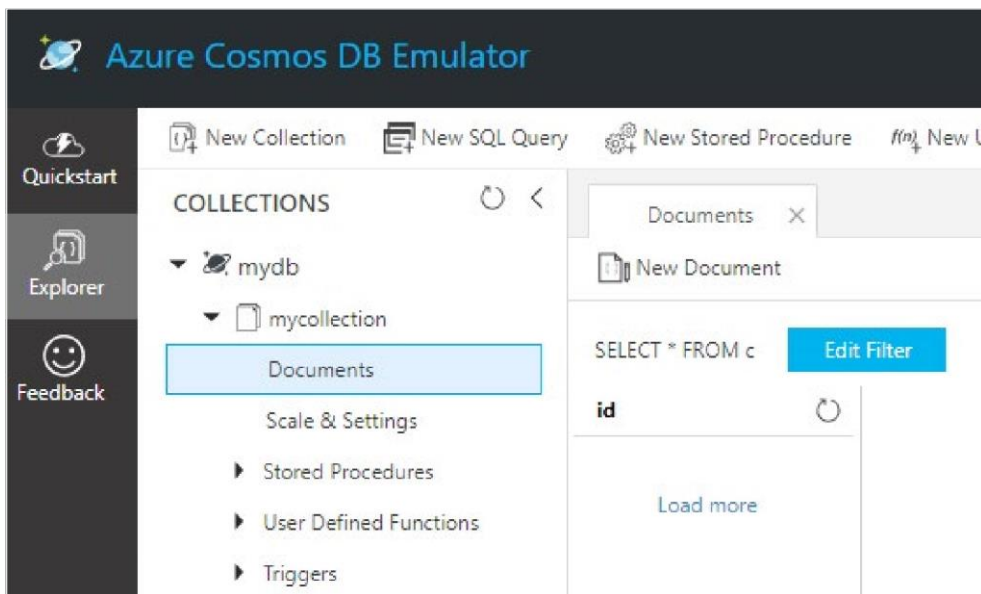 Azure Cosmos DB Emulator
New Collection New SQL Query New Stored Procedure f(n) New
Quickstart
Explorer
Feedback
COLLECTIONS
mydb
mycollection
Documents
Scale & Settings
Stored Procedures
User Defined Functions
Triggers
Documents
New Document
SELECT * FROM c Edit Filter
id
Load more